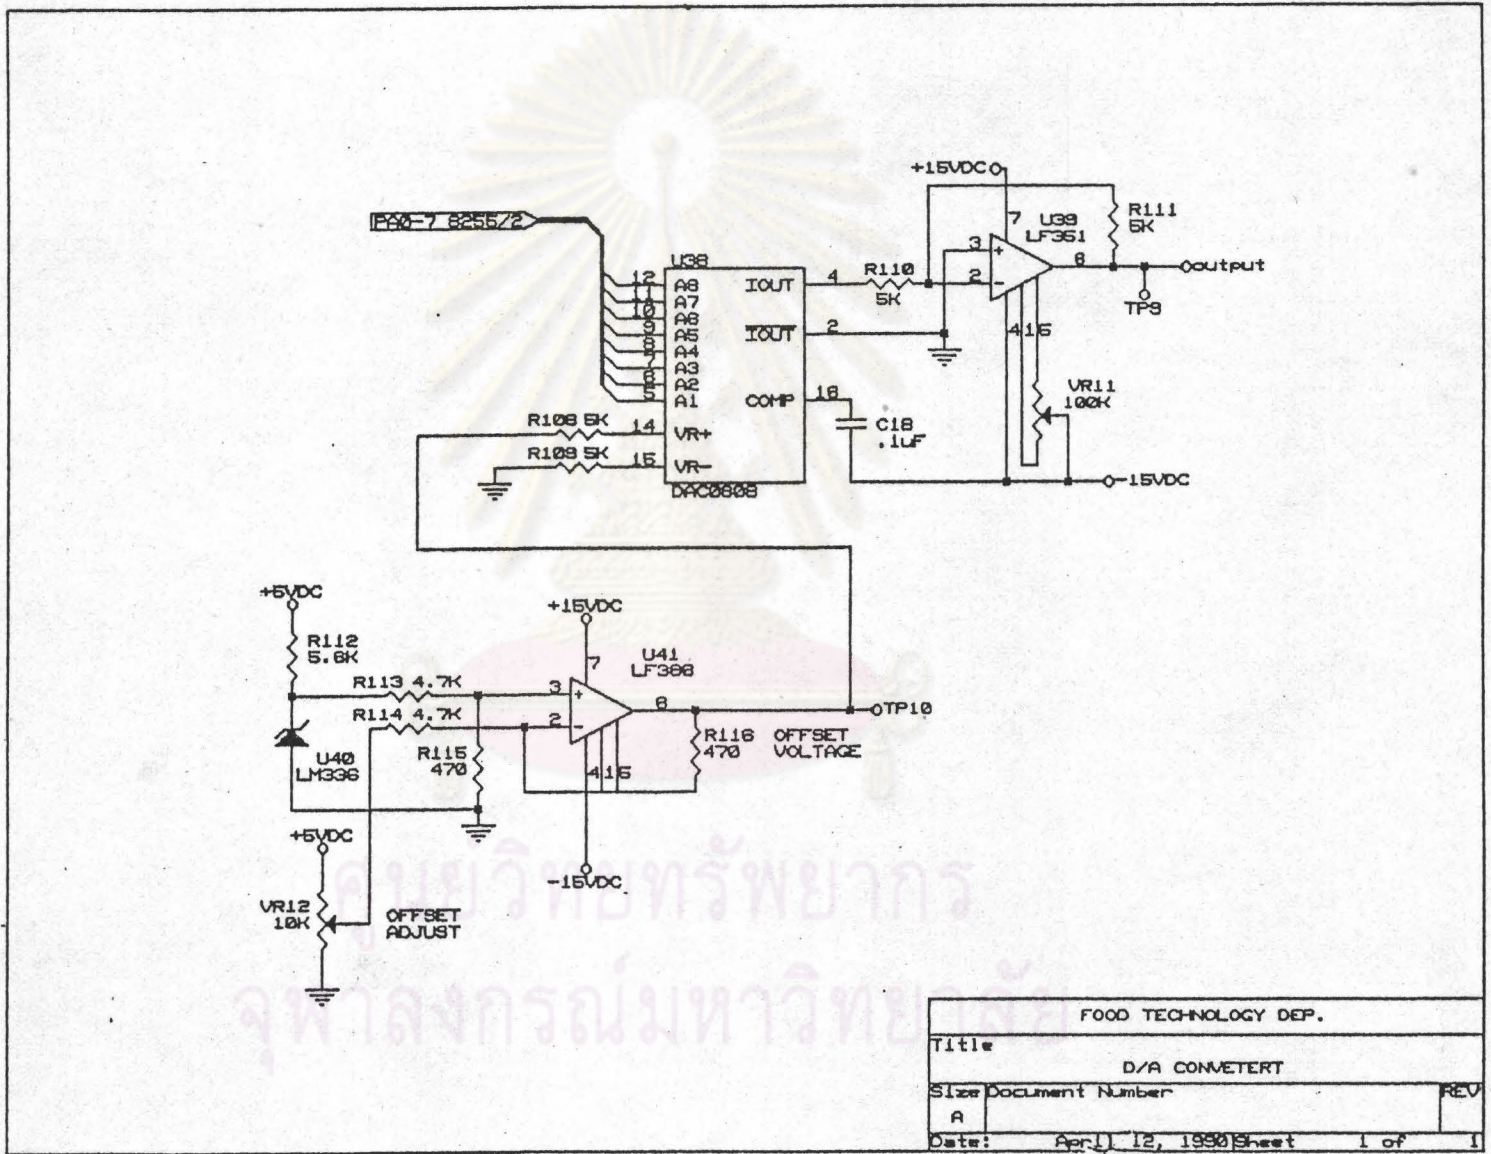 +15VDC
PA0-7 8255/2
7
U39
LF351
R111
5K
3
+
2
-
6
output
TP9
U38
12
A8
IOUT
4
R110
5K
11
A7
10
A6
9
A5
IOUT
2
8
A4
7
A3
6
A2
5
A1
COMP
16
C18
.1uF
4 1 5
VR11
100K
R108 5K
14
VR+
R109 5K
15
VR-
DAC0808
-15VDC
+5VDC
R112
5.6K
+15VDC
7
U41
R113 4.7K
3
+
R114 4.7K
2
-
6
TP10
U40
LM336
R115
470
4 1 5
R116
470
OFFSET
VOLTAGE
+5VDC
-15VDC
VR12
10K
OFFSET
ADJUST
ศูนย์วิทยทรัพยากร
จุฬาลงกรณ์มหาวิทยาลัย
FOOD TECHNOLOGY DEP.
Title
D/A CONVETERT
Size Document Number
REV
A
Date: April 12, 1990 Sheet 1 of 1